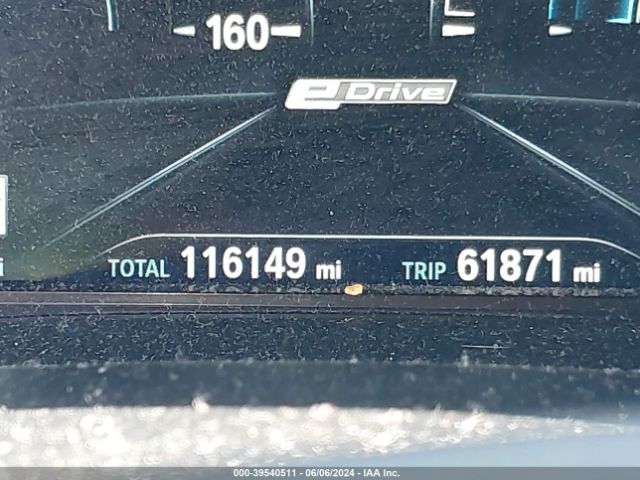 160
eDrive
TOTAL 116149 mi TRIP 61871 mi
000-39540511 - 06/06/2024 - IAA Inc.